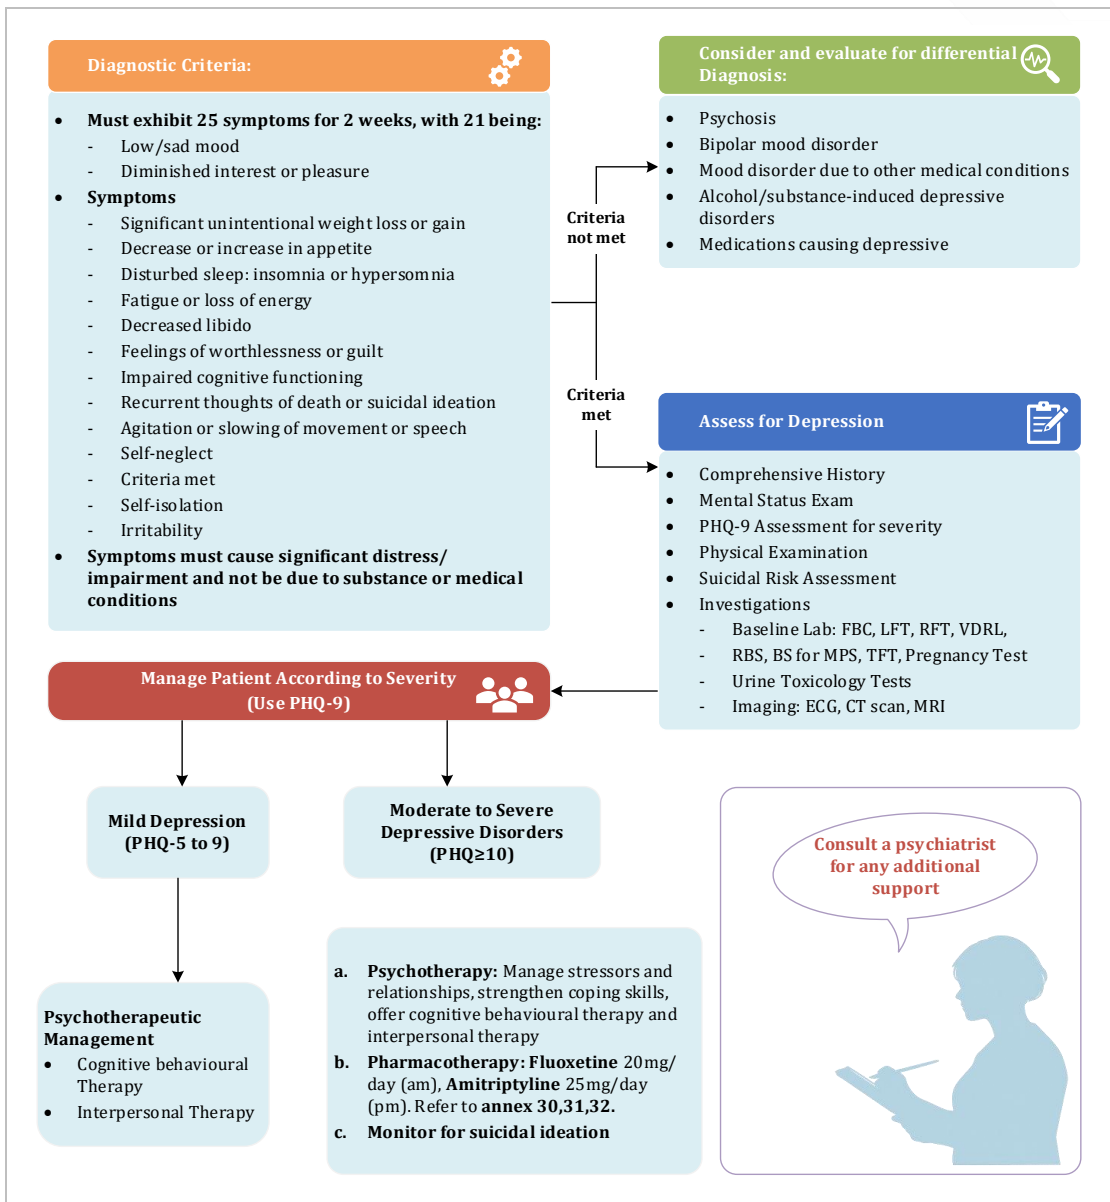 Diagnostic Criteria:
• Must exhibit 25 symptoms for 2 weeks, with 21 being:
- Low/sad mood
- Diminished interest or pleasure
• Symptoms
- Significant unintentional weight loss or gain
- Decrease or increase in appetite
- Disturbed sleep: insomnia or hypersomnia
- Fatigue or loss of energy
- Decreased libido
- Feelings of worthlessness or guilt
- Impaired cognitive functioning
- Recurrent thoughts of death or suicidal ideation
- Agitation or slowing of movement or speech
- Self-neglect
- Criteria met
- Self-isolation
- Irritability
• Symptoms must cause significant distress/
impairment and not be due to substance or medical
conditions
Criteria
not met
Consider and evaluate for differential
Diagnosis:
• Psychosis
• Bipolar mood disorder
• Mood disorder due to other medical conditions
• Alcohol/substance-induced depressive
disorders
• Medications causing depressive
Criteria
met
Assess for Depression
• Comprehensive History
• Mental Status Exam
• PHQ-9 Assessment for severity
• Physical Examination
• Suicidal Risk Assessment
• Investigations
- Baseline Lab: FBC, LFT, RFT, VDRL,
- RBS, BS for MPS, TFT, Pregnancy Test
- Urine Toxicology Tests
- Imaging: ECG, CT scan, MRI
Manage Patient According to Severity
(Use PHQ-9)
Mild Depression
(PHQ-5 to 9)
Psychotherapeutic
Management
• Cognitive behavioural
Therapy
• Interpersonal Therapy
Moderate to Severe
Depressive Disorders
(PHQ≥10)
a. Psychotherapy: Manage stressors and
relationships, strengthen coping skills,
offer cognitive behavioural therapy and
interpersonal therapy
b. Pharmacotherapy: Fluoxetine 20mg/
day (am), Amitriptyline 25mg/day
(pm). Refer to annex 30,31,32.
c. Monitor for suicidal ideation
Consult a psychiatrist
for any additional
support